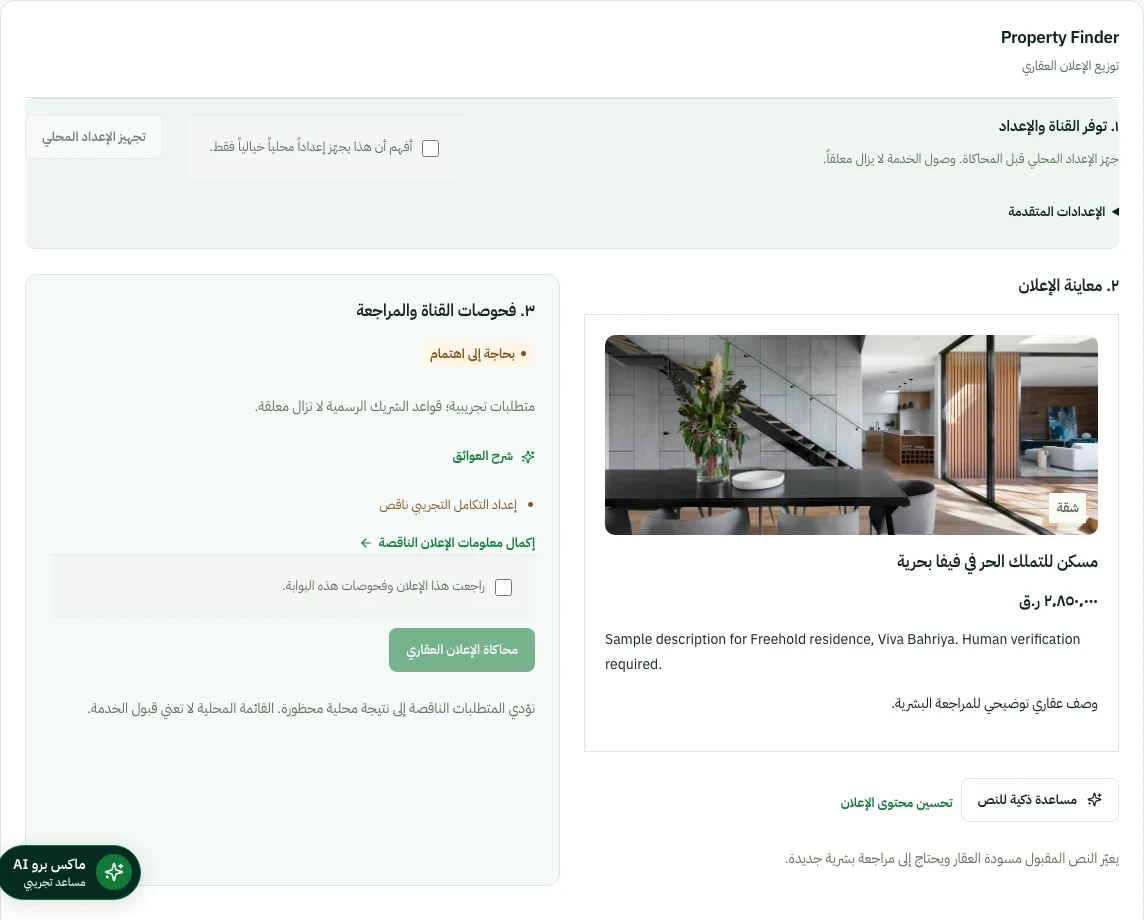 Property Finder
توزيع الإعلان العقاري
١. توفر القناة والإعداد
جهّز الإعداد المحلي قبل المحاكاة. وصول الخدمة لا يزال معلقاً.
أفهم أن هذا يجهّز إعداداً محلياً خيالياً فقط.
تجهيز الإعداد المحلي
الإعدادات المتقدمة
٢. معاينة الإعلان
شقة
مسكن للتملك الحر في فيفا بحرية
٢٬٨٥٠٬٠٠٠ ر.ق
Sample description for Freehold residence, Viva Bahriya. Human verification
required.
وصف عقاري توضيحي للمراجعة البشرية.
مساعدة ذكية للنص
تحسين محتوى الإعلان
يغيّر النص المقبول مسودة العقار ويحتاج إلى مراجعة بشرية جديدة.
٣. فحوصات القناة والمراجعة
بحاجة إلى اهتمام
متطلبات تجريبية؛ قواعد الشريك الرسمية لا تزال معلقة.
شرح العوائق
إعداد التكامل التجريبي ناقص
إكمال معلومات الإعلان الناقصة ←
راجعت هذا الإعلان وفحوصات هذه البوابة.
محاكاة الإعلان العقاري
تؤدي المتطلبات الناقصة إلى نتيجة محلية محظورة. القائمة المحلية لا تعني قبول الخدمة.
ماكس برو AI
مساعد تجريبي